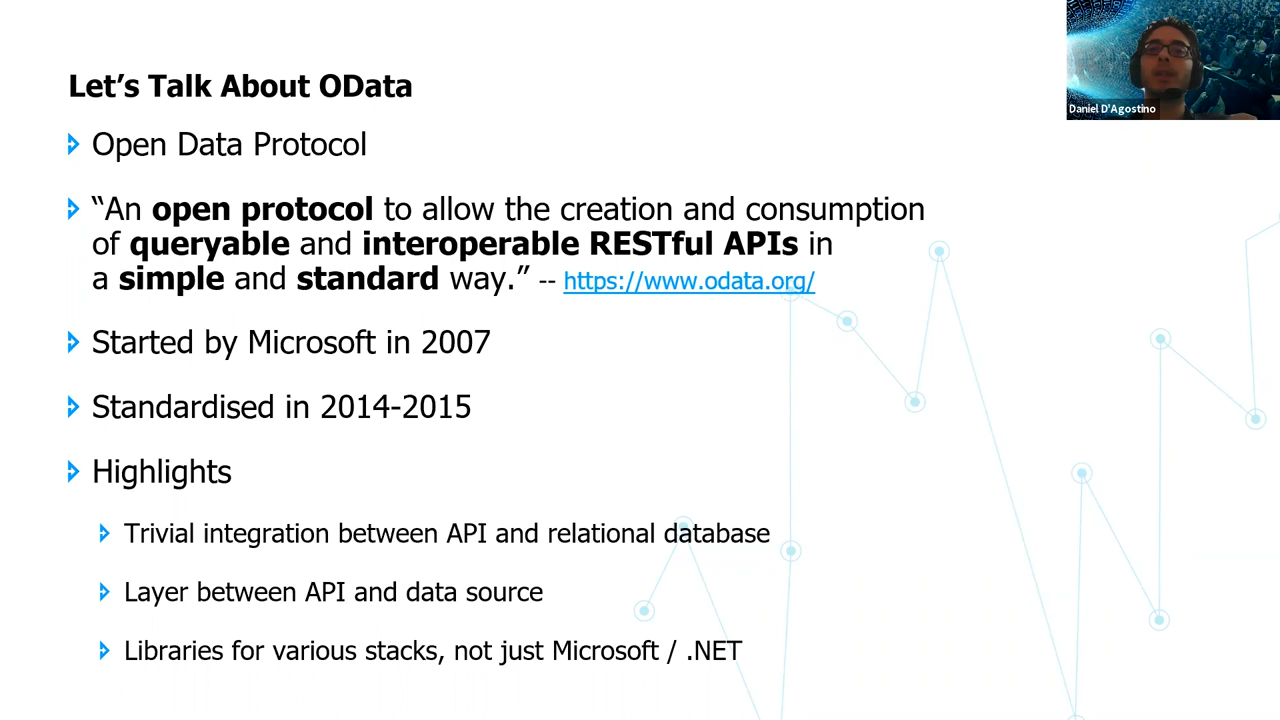 Let’s Talk About OData
Open Data Protocol
“An open protocol to allow the creation and consumption
of queryable and interoperable RESTful APIs in
a simple and standard way.” -- https://www.odata.org/
Started by Microsoft in 2007
Standardised in 2014-2015
Highlights
Trivial integration between API and relational database
Layer between API and data source
Libraries for various stacks, not just Microsoft / .NET
Daniel D'Agostino